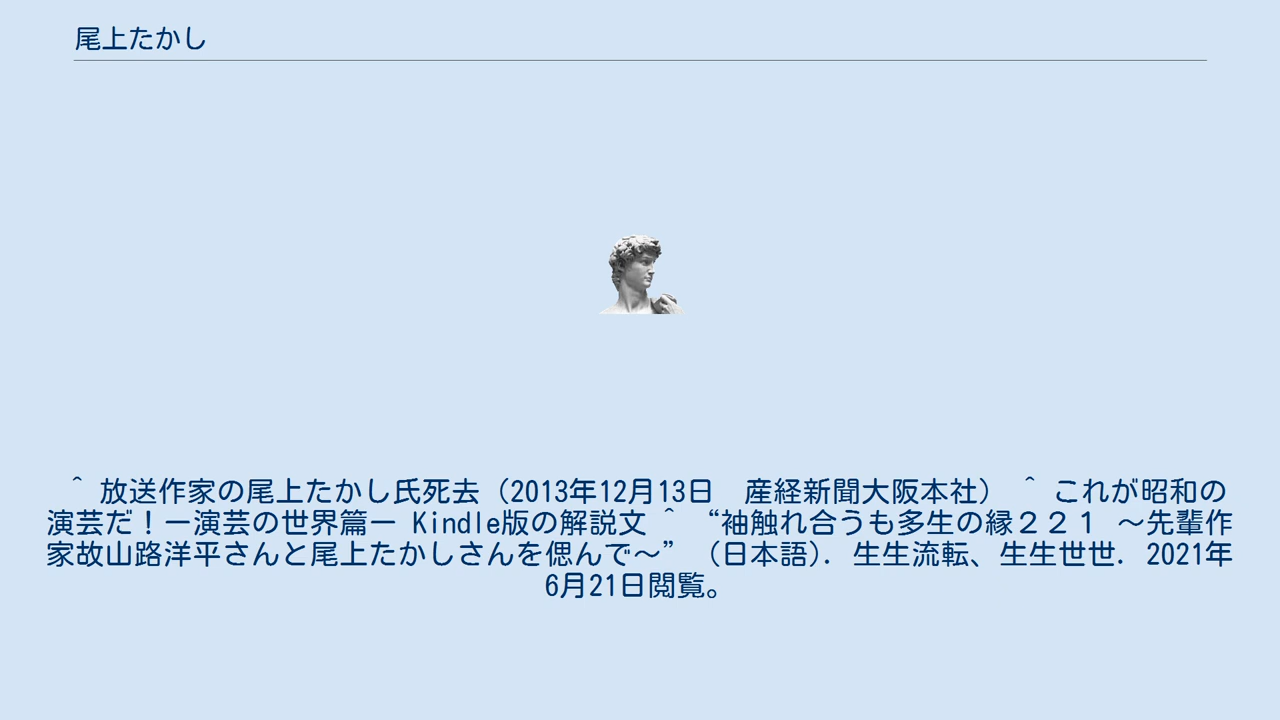 尾上たかし
^ 放送作家の尾上たかし氏死去（2013年12月13日　産経新聞大阪本社） ^ これが昭和の
演芸だ！ー演芸の世界篇ー Kindle版の解説文 ^ “袖触れ合うも多生の縁２２１ ～先輩作
家故山路洋平さんと尾上たかしさんを偲んで～” （日本語）. 生生流転、生生世世. 2021年
6月21日閲覧。